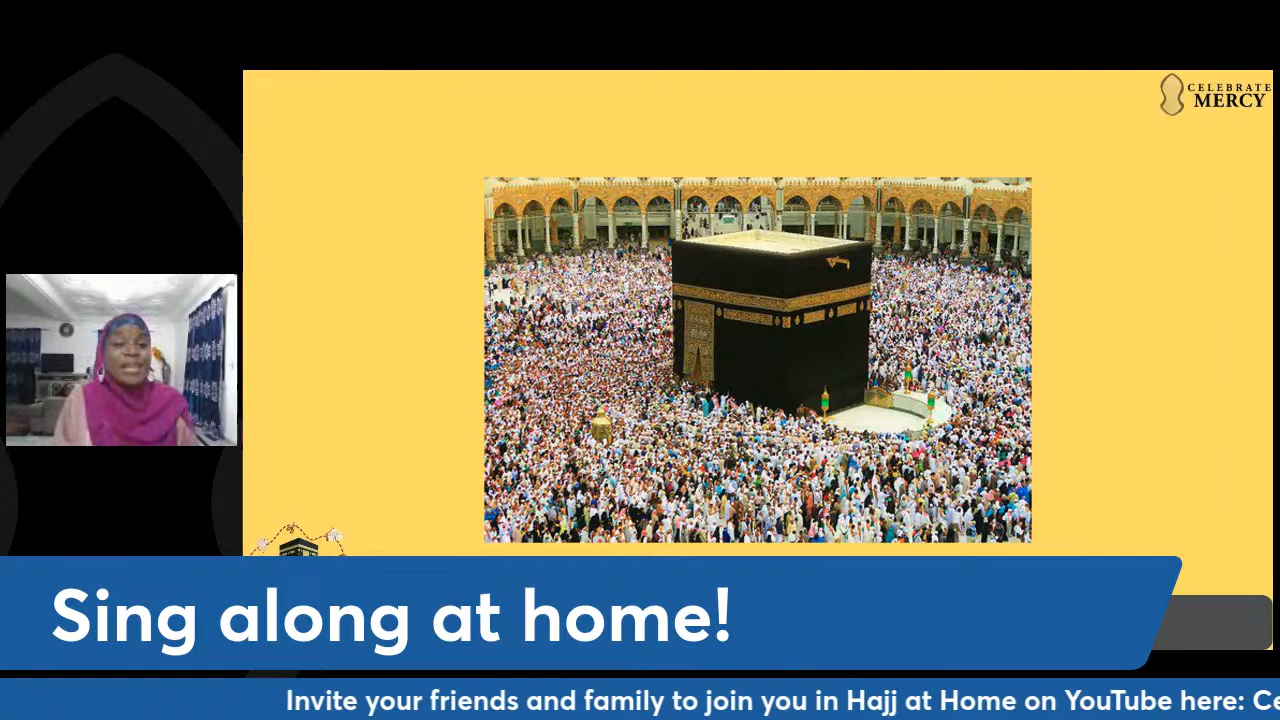 CELEBRATE
MERCY
Sing along at home!
Invite your friends and family to join you in Hajj at Home on YouTube here: Ce